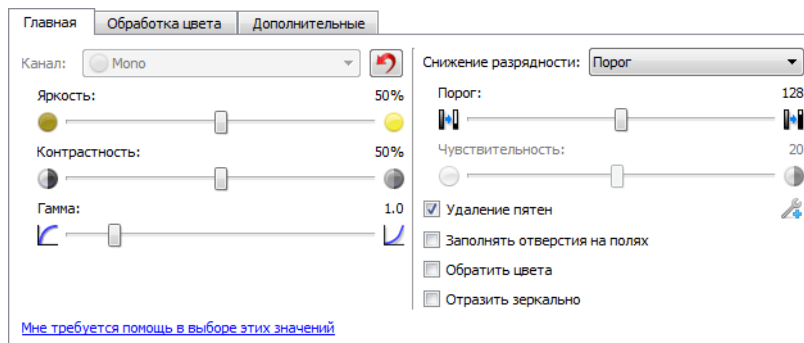 Главная
Обработка цвета
Дополнительные
Канал:
Mono
Яркость:
50%
Контрастность:
50%
Гамма:
1.0
Мне требуется помощь в выборе этих значений
Снижение разрядности:
Порог
Порог:
128
Чувствительность:
20
Удаление пятен
Заполнять отверстия на полях
Обратить цвета
Отразить зеркально